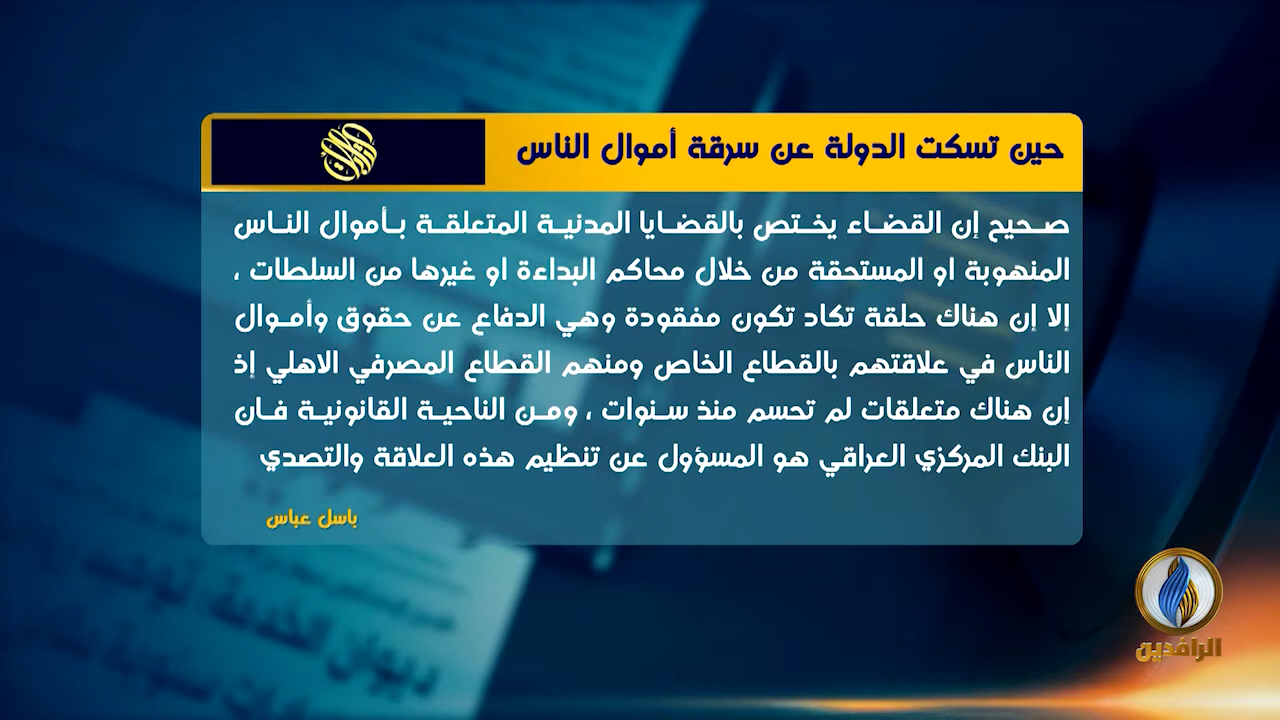 حين تسكت الدولة عن سرقة أموال الناس
صحيح إن القضاء يختص بالقضايا المدنية المتعلقة بأموال الناس
المنهوبة او المستحقة من خلال محاكم البداءة او غيرها من السلطات ،
إلا إن هناك حلقة تكاد تكون مفقودة وهي الدفاع عن حقوق وأموال
الناس في علاقتهم بالقطاع الخاص ومنهم القطاع المصرفي الاهلي إذ
إن هناك متعلقات لم تحسم منذ سنوات ، ومن الناحية القانونية فان
البنك المركزي العراقي هو المسؤول عن تنظيم هذه العلاقة والتصدي
باسل عباس
الرافدين
ديوان الخدمة: توحيد